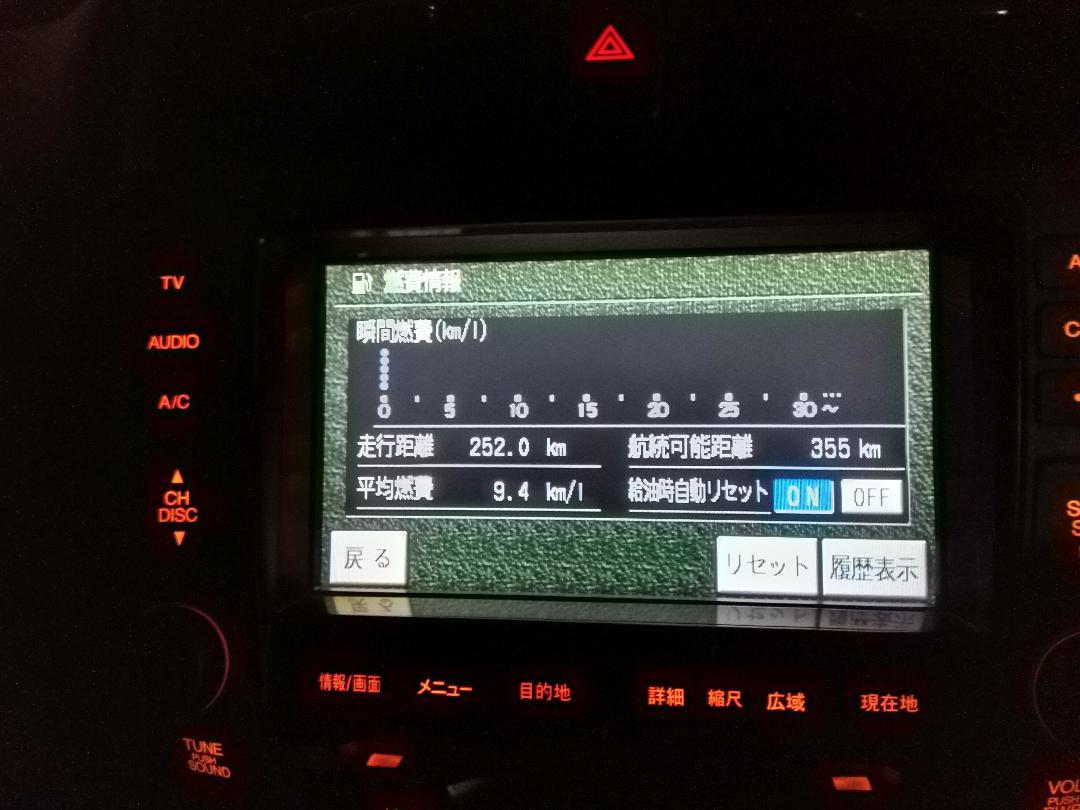 燃費情報
瞬間燃費(km/l)
0 5 10 15 20 25 30~
走行距離 252.0 km 航続可能距離 355 km
平均燃費 9.4 km/l 給油時自動リセット ON OFF
戻る リセット 履歴表示
TV
AUDIO
A/C
CH
DISC
情報/画面 メニュー 目的地 詳細 縮尺 広域 現在地
TUNE
PUSH
SOUND
VOL
PUSH